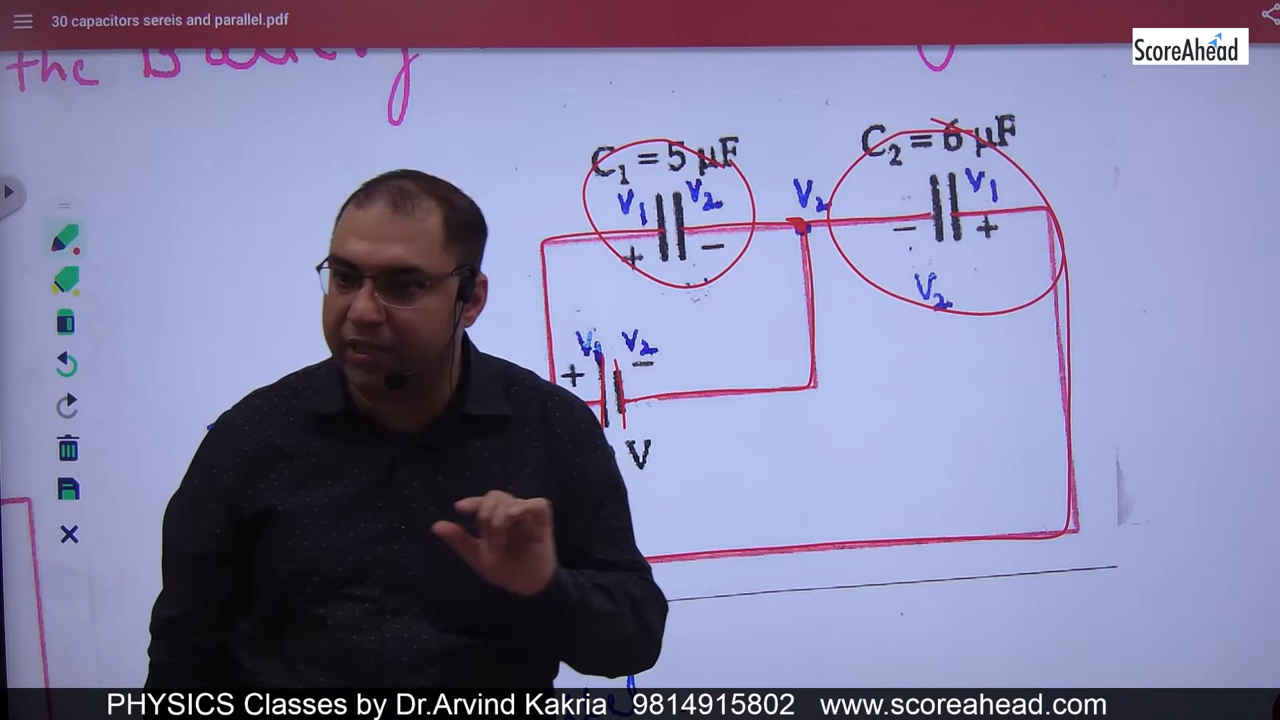 30 capacitors sereis and parallel.pdf
ScoreAhead
the Battery
C₁ = 5 μF
C₂ = 6 μF
V₁ V₂
V₂
V₁
+ −
− +
V₂
V₁ V₂
+ −
V
PHYSICS Classes by Dr.Arvind Kakria 9814915802 www.scoreahead.com